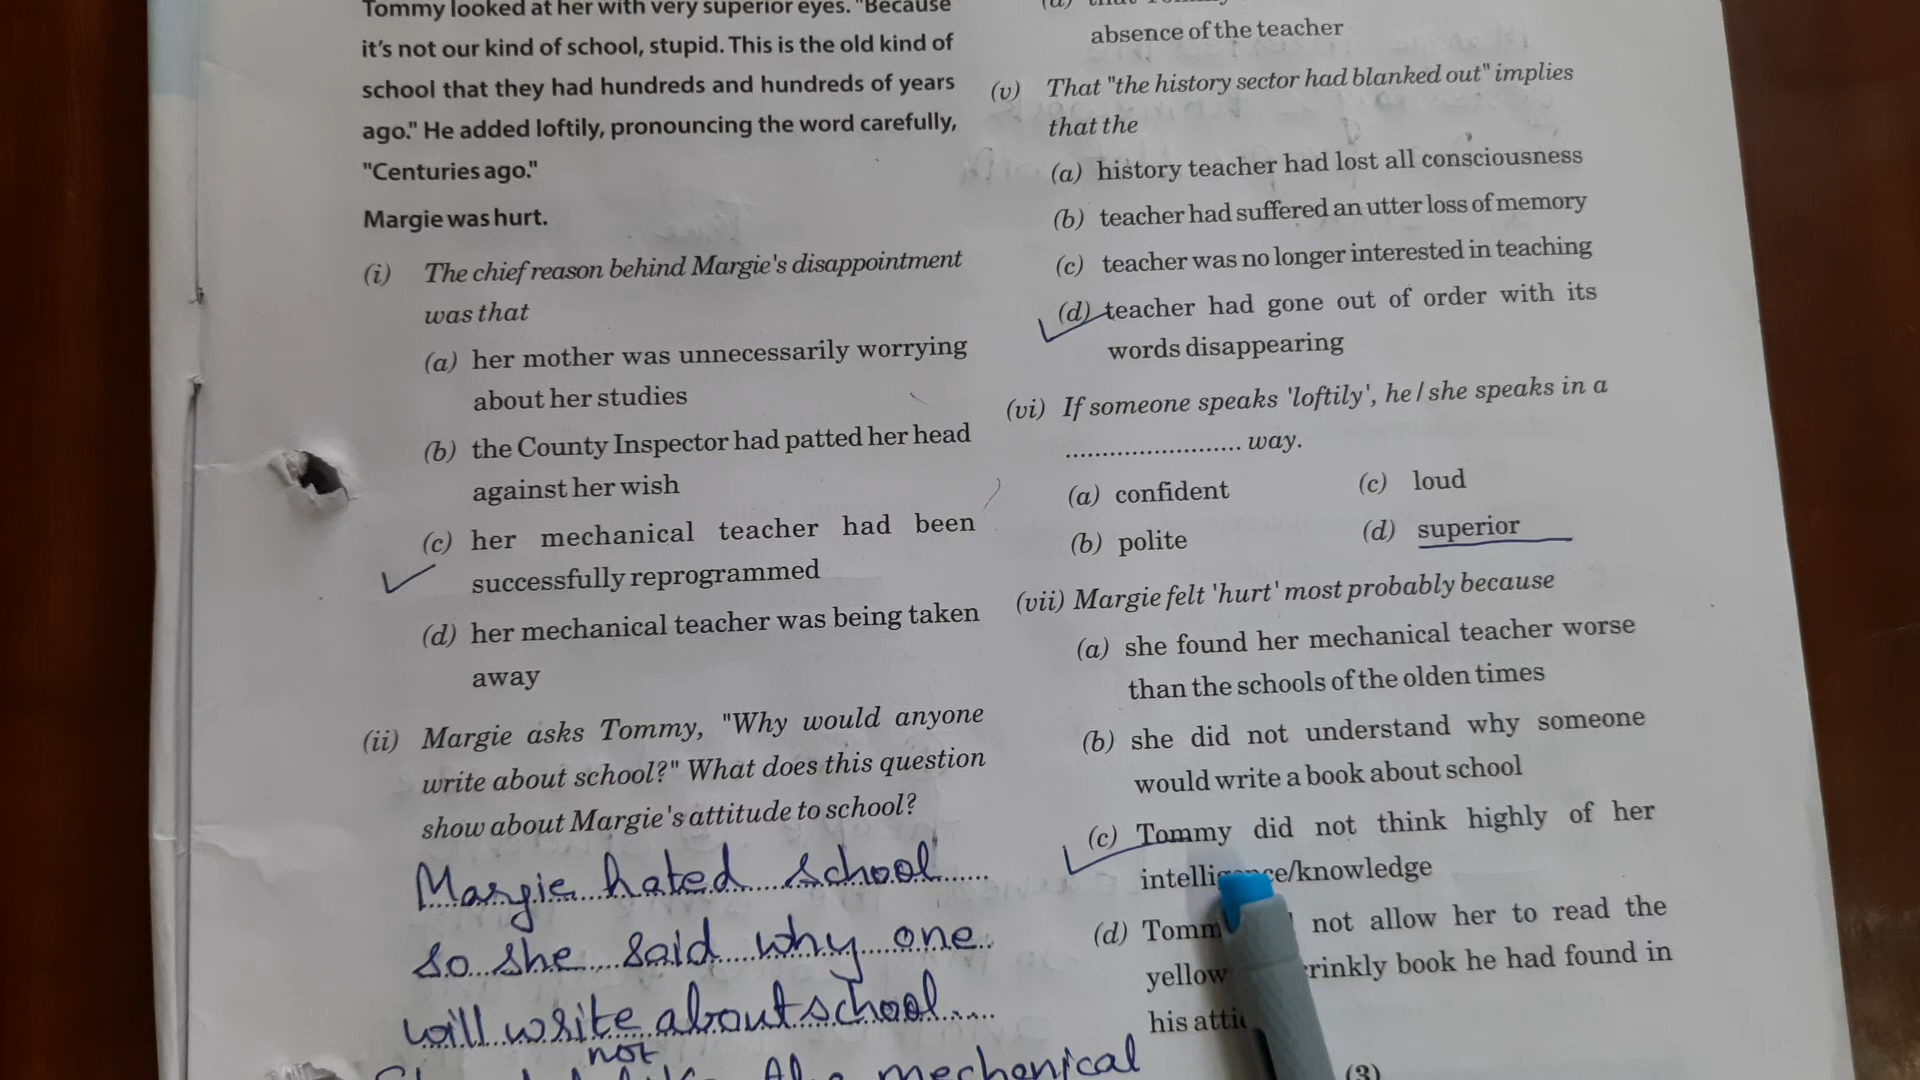 Tommy looked at her with very superior eyes. "Because
it's not our kind of school, stupid. This is the old kind of
school that they had hundreds and hundreds of years
ago." He added loftily, pronouncing the word carefully,
"Centuries ago."
Margie was hurt.
(i) The chief reason behind Margie's disappointment
was that
(a) her mother was unnecessarily worrying
about her studies
(b) the County Inspector had patted her head
against her wish
(c) her mechanical teacher had been
successfully reprogrammed
(d) her mechanical teacher was being taken
away
(ii) Margie asks Tommy, "Why would anyone
write about school?" What does this question
show about Margie's attitude to school?
Margie hated school
so she said why one
will write about school
not
mechanical
absence of the teacher
(v) That "the history sector had blanked out" implies
that the
(a) history teacher had lost all consciousness
(b) teacher had suffered an utter loss of memory
(c) teacher was no longer interested in teaching
(d) teacher had gone out of order with its
words disappearing
(vi) If someone speaks 'loftily', he / she speaks in a
........................ way.
(a) confident (c) loud
(b) polite (d) superior
(vii) Margie felt 'hurt' most probably because
(a) she found her mechanical teacher worse
than the schools of the olden times
(b) she did not understand why someone
would write a book about school
(c) Tommy did not think highly of her
intelligence/knowledge
(d) not allow her to read the
yellow book he had found in
his
(3)